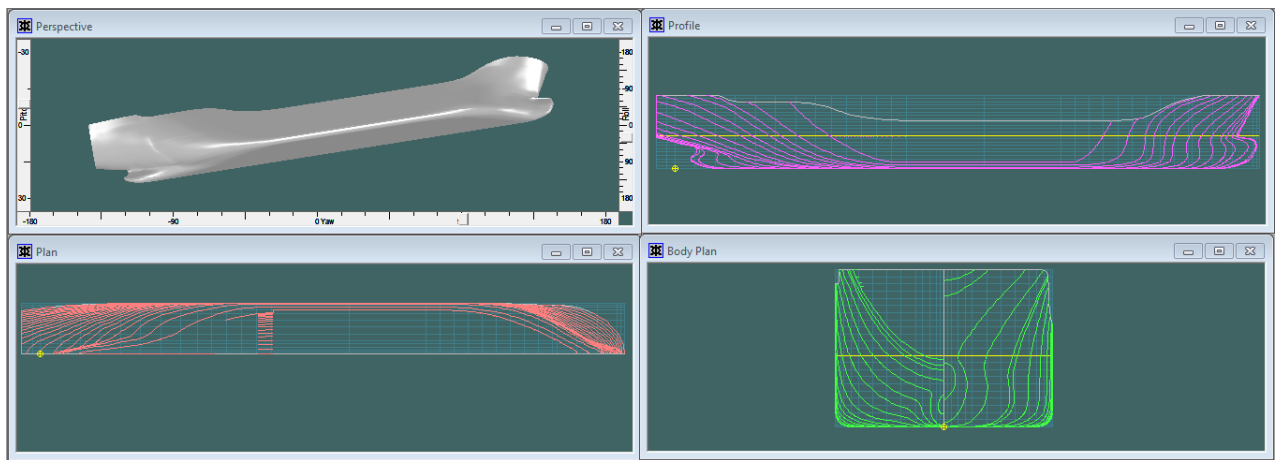 Perspective
Profile
-30
-180
-90
Pitch
0
0
Roll
90
30
180
-180
-90
0 Yaw
180
Plan
Body Plan